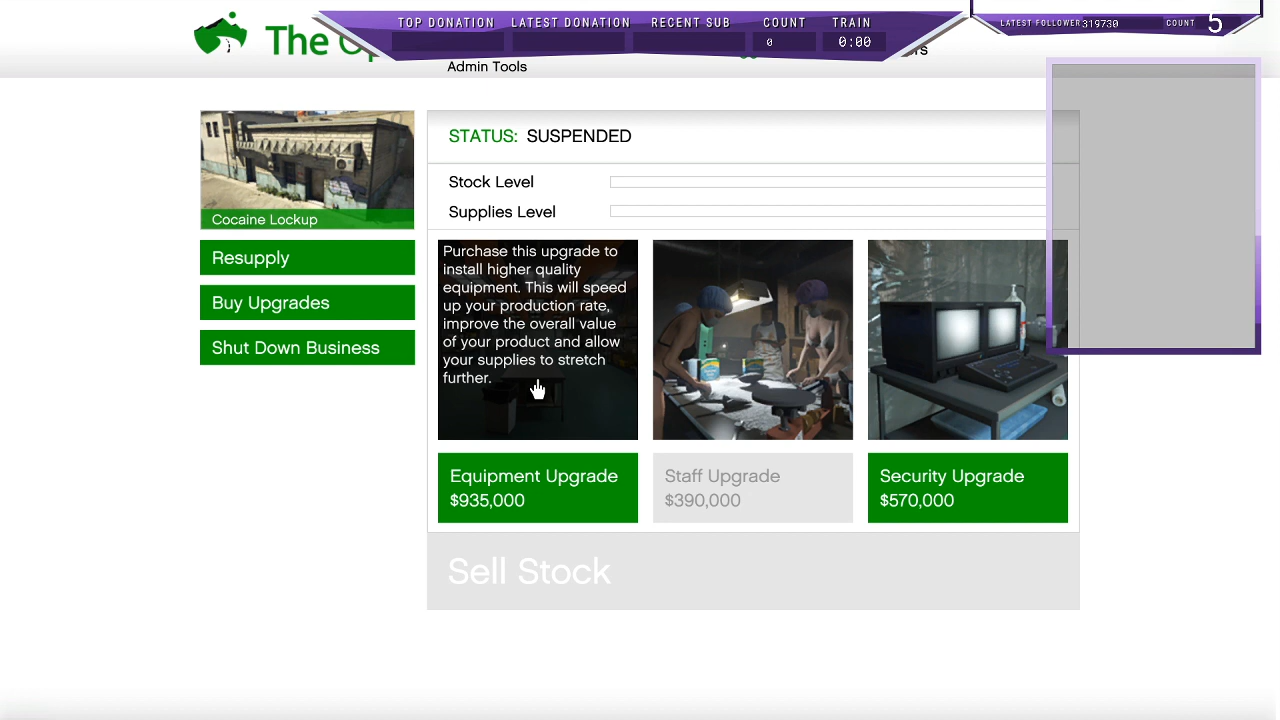 TOP DONATION LATEST DONATION RECENT SUB COUNT TRAIN
0 0:00
LATEST FOLLOWER 319730 COUNT 5
The
Admin Tools
STATUS: SUSPENDED
Stock Level
Supplies Level
Cocaine Lockup
Resupply
Buy Upgrades
Shut Down Business
Purchase this upgrade to
install higher quality
equipment. This will speed
up your production rate,
improve the overall value
of your product and allow
your supplies to stretch
further.
Equipment Upgrade
$935,000
Staff Upgrade
$390,000
Security Upgrade
$570,000
Sell Stock